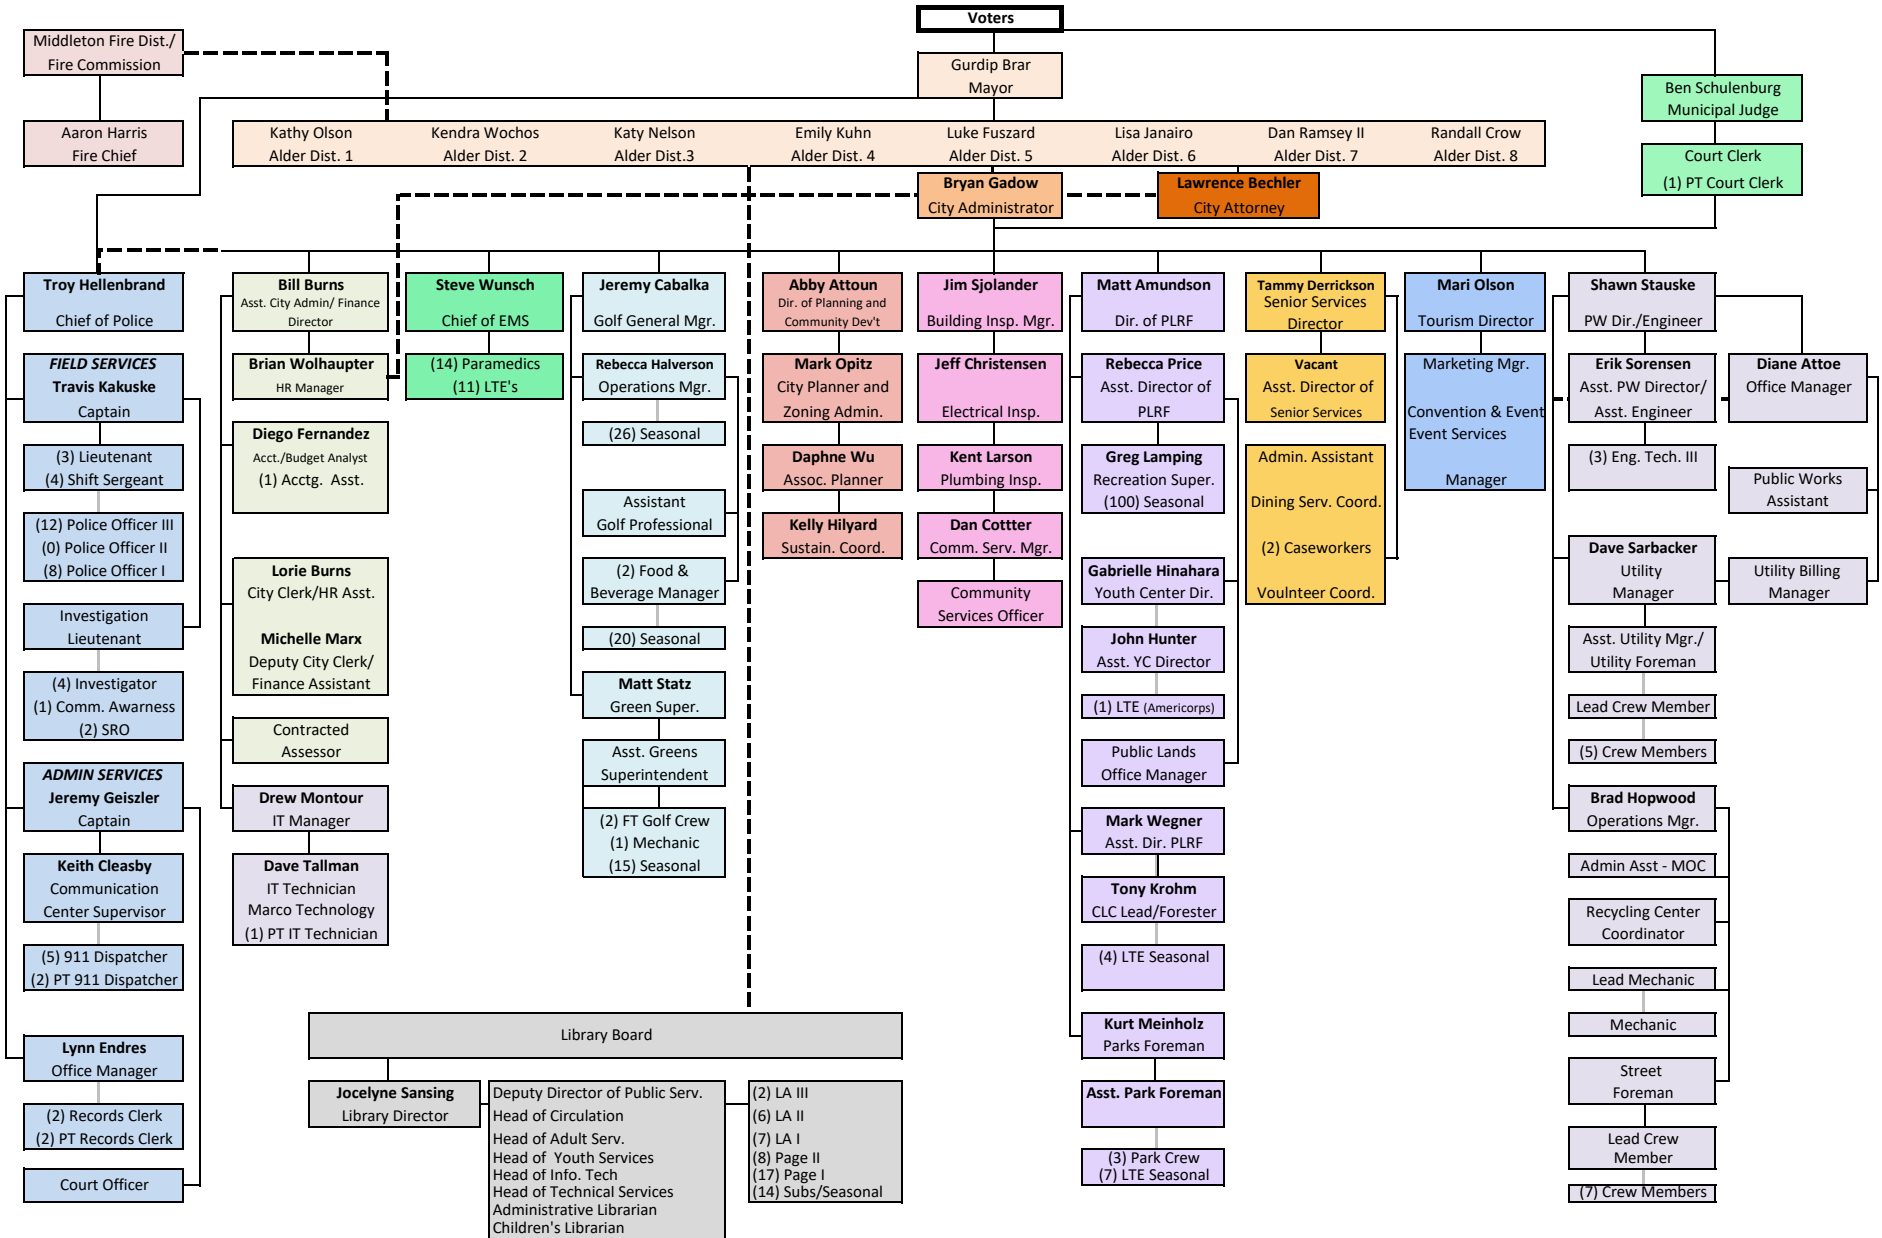 Voters
Middleton Fire Dist./
Fire Commission
Gurdip Brar
Mayor
Ben Schulenburg
Municipal Judge
Aaron Harris
Fire Chief
Kathy Olson
Alder Dist. 1
Kendra Wochos
Alder Dist. 2
Katy Nelson
Alder Dist.3
Emily Kuhn
Alder Dist. 4
Luke Fuszard
Alder Dist. 5
Lisa Janairo
Alder Dist. 6
Dan Ramsey II
Alder Dist. 7
Randall Crow
Alder Dist. 8
Court Clerk
(1) PT Court Clerk
Bryan Gadow
City Administrator
Lawrence Bechler
City Attorney
Troy Hellenbrand
Chief of Police
FIELD SERVICES
Travis Kakuske
Captain
(3) Lieutenant
(4) Shift Sergeant
(12) Police Officer III
(0) Police Officer II
(8) Police Officer I
Investigation
Lieutenant
(4) Investigator
(1) Comm. Awarness
(2) SRO
ADMIN SERVICES
Jeremy Geiszler
Captain
Keith Cleasby
Communication
Center Supervisor
(5) 911 Dispatcher
(2) PT 911 Dispatcher
Lynn Endres
Office Manager
(2) Records Clerk
(2) PT Records Clerk
Court Officer
Bill Burns
Asst. City Admin/ Finance
Director
Brian Wolhaupter
HR Manager
Diego Fernandez
Acct./Budget Analyst
(1) Acctg. Asst.
Lorie Burns
City Clerk/HR Asst.
Michelle Marx
Deputy City Clerk/
Finance Assistant
Contracted
Assessor
Drew Montour
IT Manager
Dave Tallman
IT Technician
Marco Technology
(1) PT IT Technician
Steve Wunsch
Chief of EMS
(14) Paramedics
(11) LTE's
Jeremy Cabalka
Golf General Mgr.
Rebecca Halverson
Operations Mgr.
(26) Seasonal
Assistant
Golf Professional
(2) Food &
Beverage Manager
(20) Seasonal
Matt Statz
Green Super.
Asst. Greens
Superintendent
(2) FT Golf Crew
(1) Mechanic
(15) Seasonal
Abby Attoun
Dir. of Planning and
Community Dev't
Mark Opitz
City Planner and
Zoning Admin.
Daphne Wu
Assoc. Planner
Kelly Hilyard
Sustain. Coord.
Jim Sjolander
Building Insp. Mgr.
Jeff Christensen
Electrical Insp.
Kent Larson
Plumbing Insp.
Dan Cottter
Comm. Serv. Mgr.
Community
Services Officer
Matt Amundson
Dir. of PLRF
Rebecca Price
Asst. Director of
PLRF
Greg Lamping
Recreation Super.
(100) Seasonal
Gabrielle Hinahara
Youth Center Dir.
John Hunter
Asst. YC Director
(1) LTE (Americorps)
Public Lands
Office Manager
Mark Wegner
Asst. Dir. PLRF
Tony Krohm
CLC Lead/Forester
(4) LTE Seasonal
Kurt Meinholz
Parks Foreman
Asst. Park Foreman
(3) Park Crew
(7) LTE Seasonal
Tammy Derrickson
Senior Services
Director
Vacant
Asst. Director of
Senior Services
Admin. Assistant
Dining Serv. Coord.
(2) Caseworkers
Voulnteer Coord.
Mari Olson
Tourism Director
Marketing Mgr.
Convention & Event
Event Services
Manager
Shawn Stauske
PW Dir./Engineer
Erik Sorensen
Asst. PW Director/
Asst. Engineer
(3) Eng. Tech. III
Dave Sarbacker
Utility
Manager
Asst. Utility Mgr./
Utility Foreman
Lead Crew Member
(5) Crew Members
Brad Hopwood
Operations Mgr.
Admin Asst - MOC
Recycling Center
Coordinator
Lead Mechanic
Mechanic
Street
Foreman
Lead Crew
Member
(7) Crew Members
Diane Attoe
Office Manager
Public Works
Assistant
Utility Billing
Manager
Library Board
Jocelyne Sansing
Library Director
Deputy Director of Public Serv.
Head of Circulation
Head of Adult Serv.
Head of  Youth Services
Head of Info. Tech
Head of Technical Services
Administrative Librarian
Children's Librarian
(2) LA III
(6) LA II
(7) LA I
(8) Page II
(17) Page I
(14) Subs/Seasonal